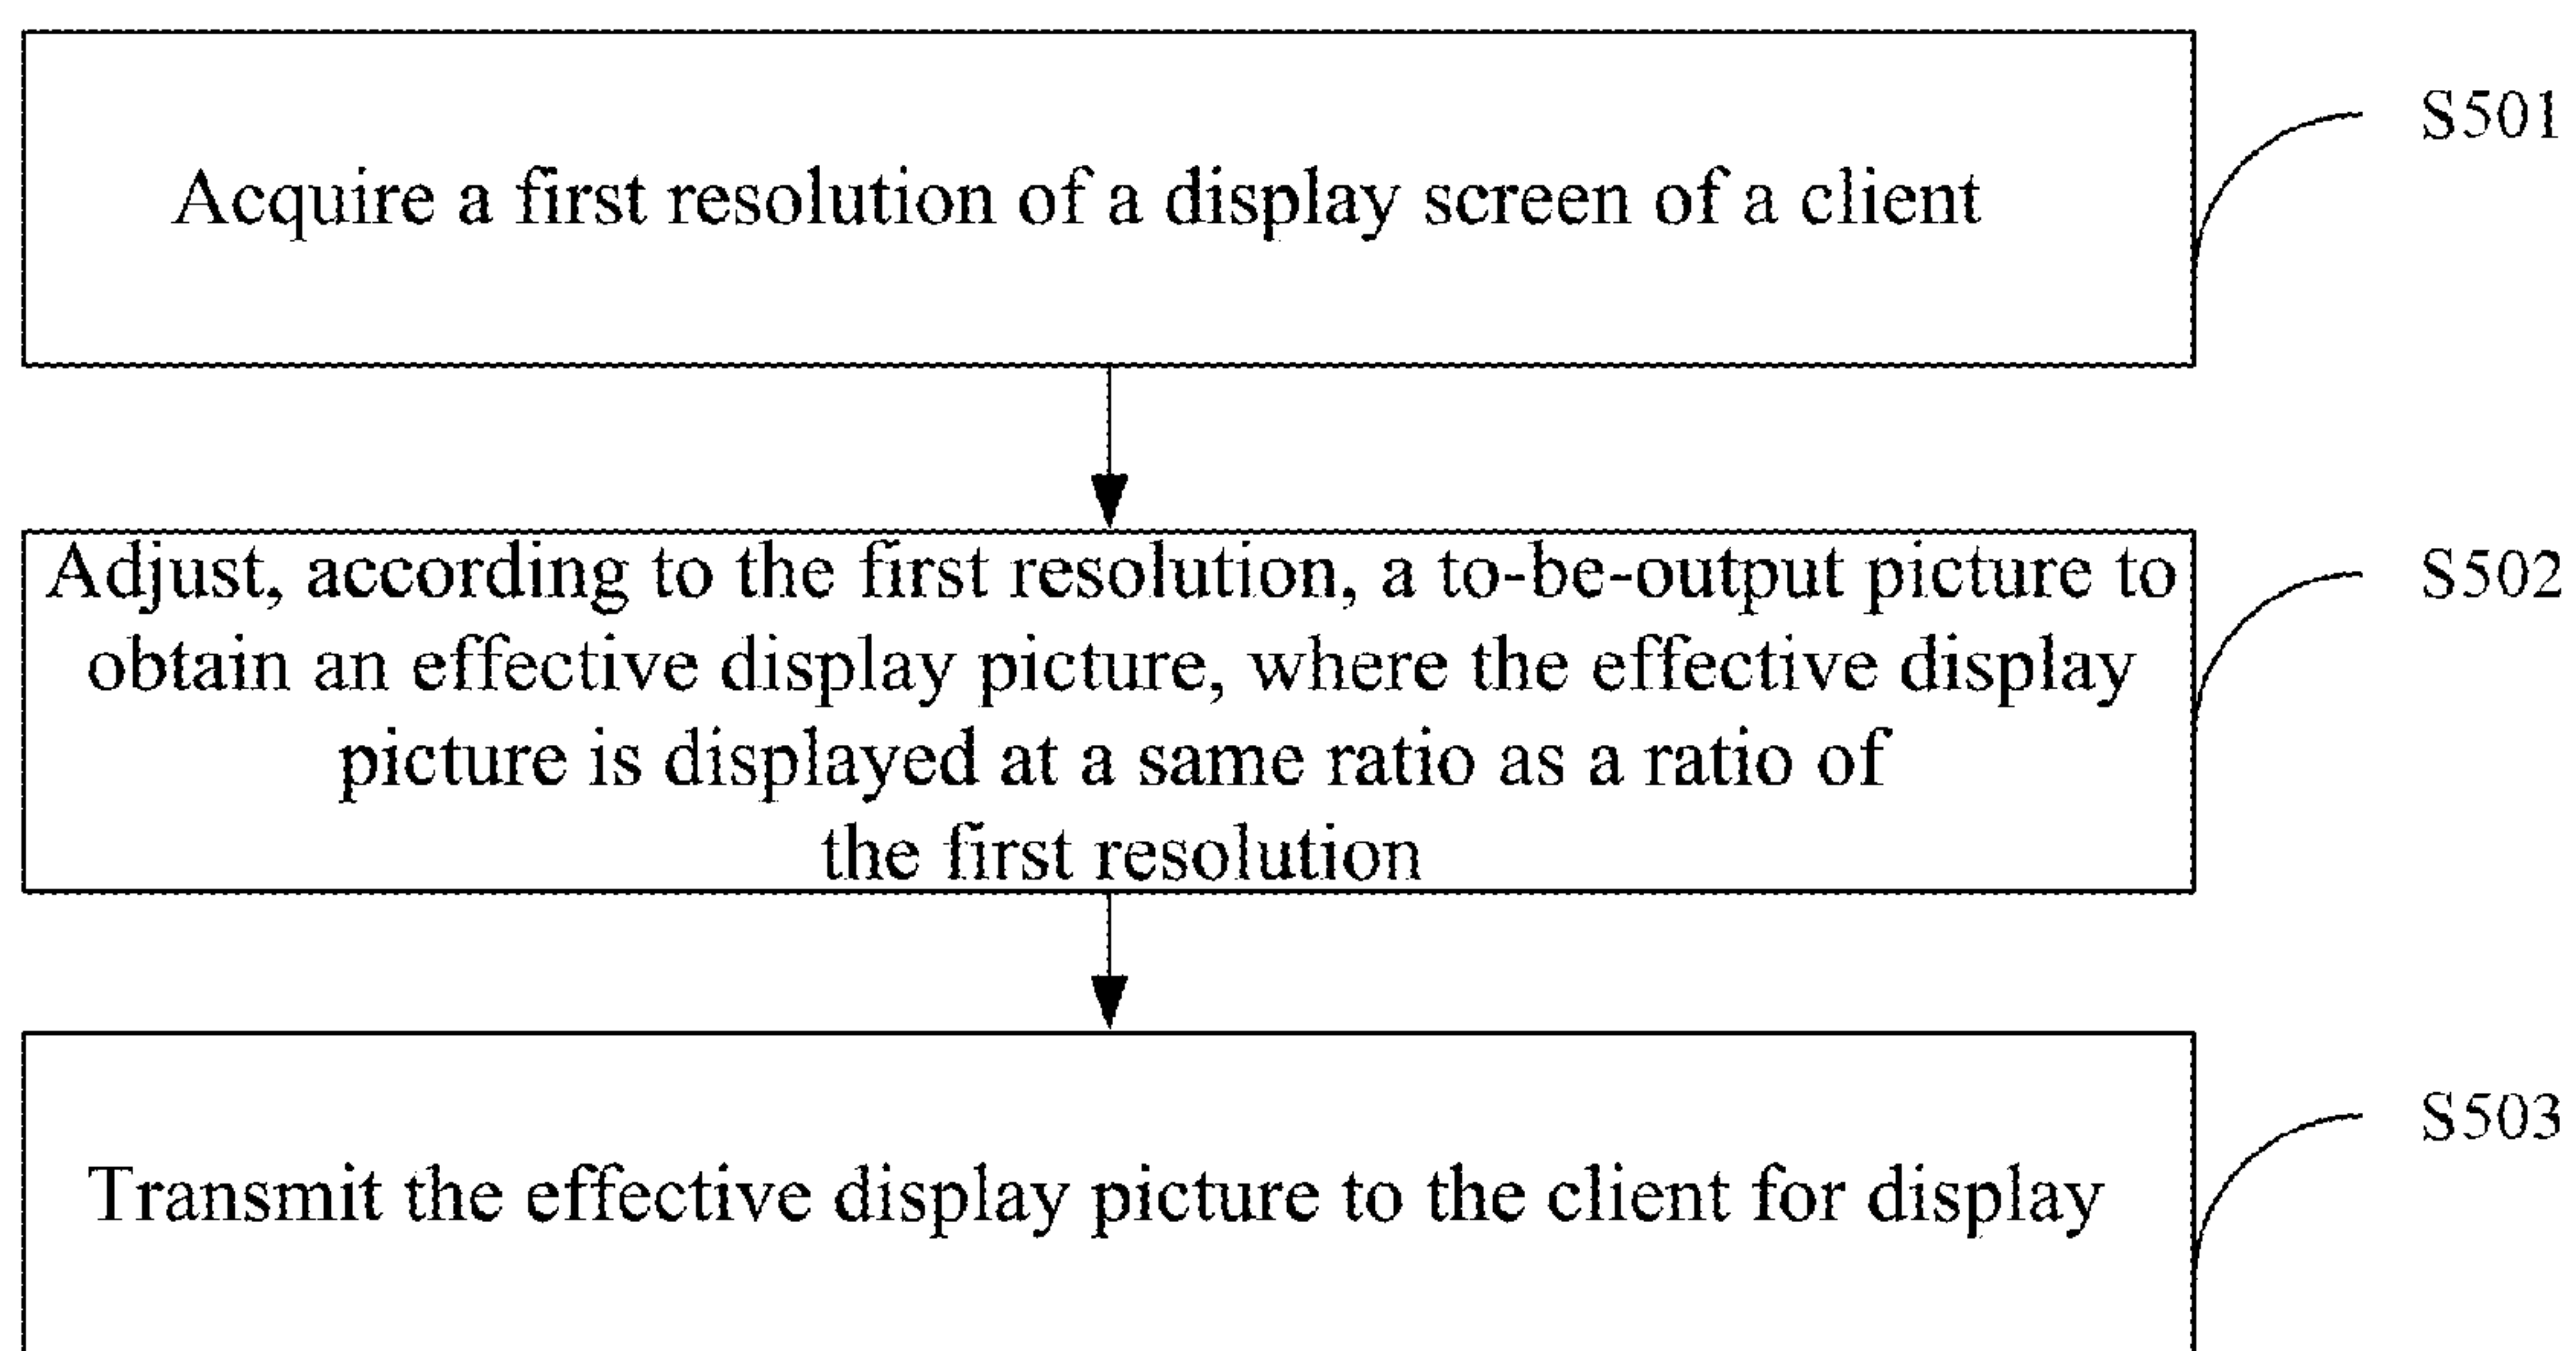 Acquire a first resolution of a display screen of a client
S501
Adjust, according to the first resolution, a to-be-output picture to
obtain an effective display picture, where the effective display
picture is displayed at a same ratio as a ratio of
the first resolution
S502
Transmit the effective display picture to the client for display
S503